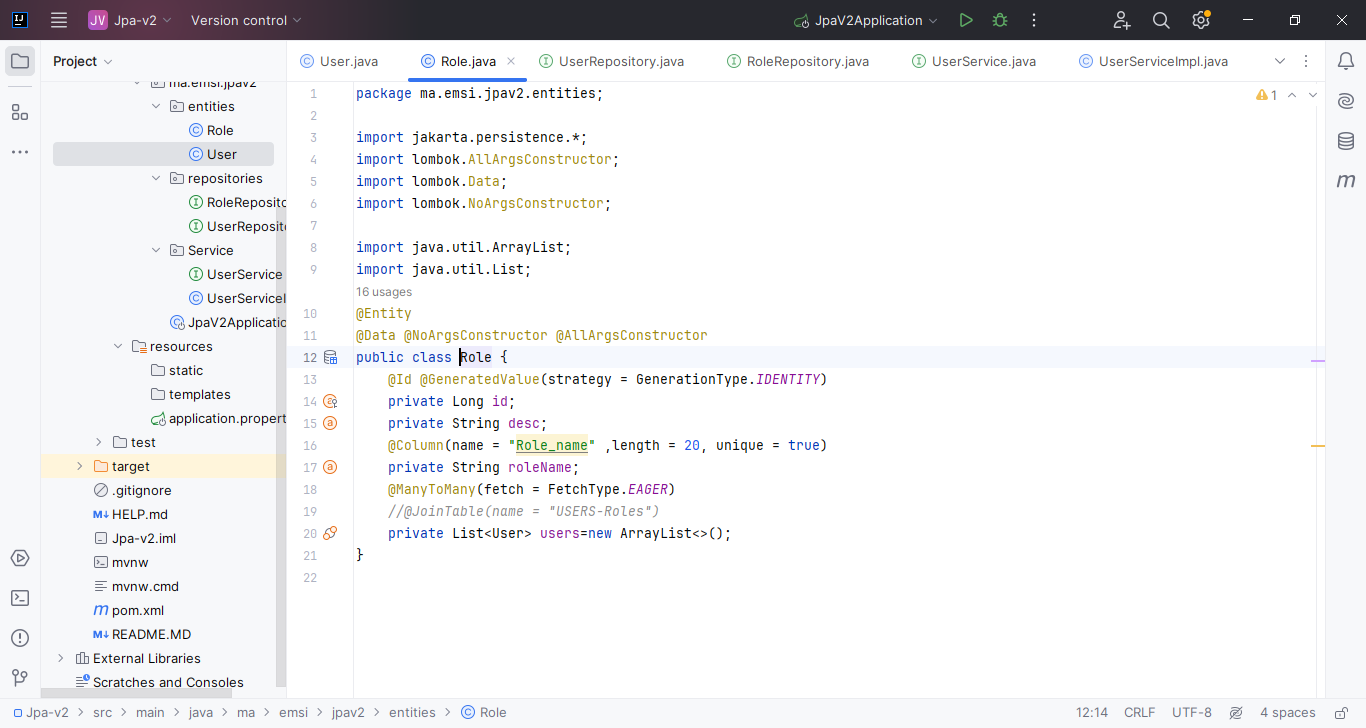 JV Jpa-v2 Version control JpaV2Application
Project
User.java Role.java UserRepository.java RoleRepository.java UserService.java UserServiceImpl.java
ma.emsi.jpav2
entities
Role
User
repositories
RoleReposito
UserReposit
Service
UserService
UserServiceI
JpaV2Applicatio
resources
static
templates
application.propert
test
target
.gitignore
HELP.md
Jpa-v2.iml
mvnw
mvnw.cmd
pom.xml
README.MD
External Libraries
Scratches and Consoles
1 package ma.emsi.jpav2.entities;
2
3 import jakarta.persistence.*;
4 import lombok.AllArgsConstructor;
5 import lombok.Data;
6 import lombok.NoArgsConstructor;
7
8 import java.util.ArrayList;
9 import java.util.List;
16 usages
10 @Entity
11 @Data @NoArgsConstructor @AllArgsConstructor
12 public class Role {
13 @Id @GeneratedValue(strategy = GenerationType.IDENTITY)
14 private Long id;
15 private String desc;
16 @Column(name = "Role_name" ,length = 20, unique = true)
17 private String roleName;
18 @ManyToMany(fetch = FetchType.EAGER)
19 //@JoinTable(name = "USERS-Roles")
20 private List<User> users=new ArrayList<>();
21 }
22
1
Jpa-v2 > src > main > java > ma > emsi > jpav2 > entities > Role
12:14 CRLF UTF-8 4 spaces